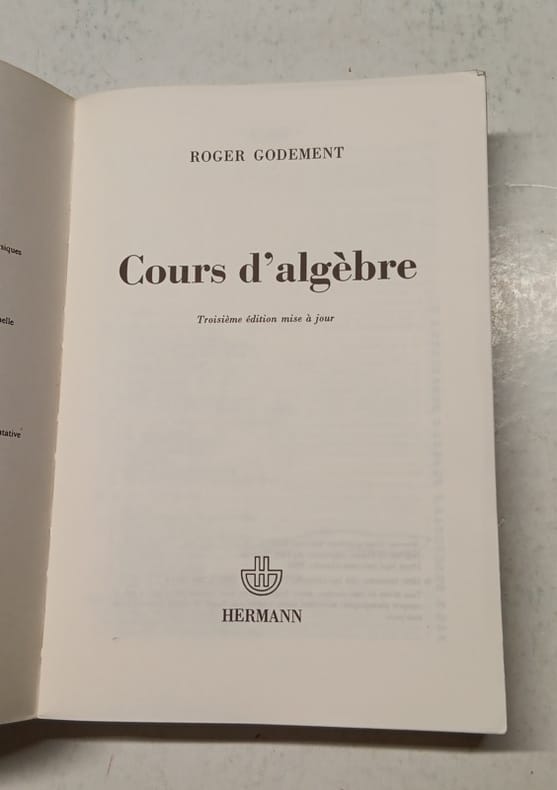 ROGER GODEMENT
Cours d'algèbre
Troisième édition mise à jour
HERMANN